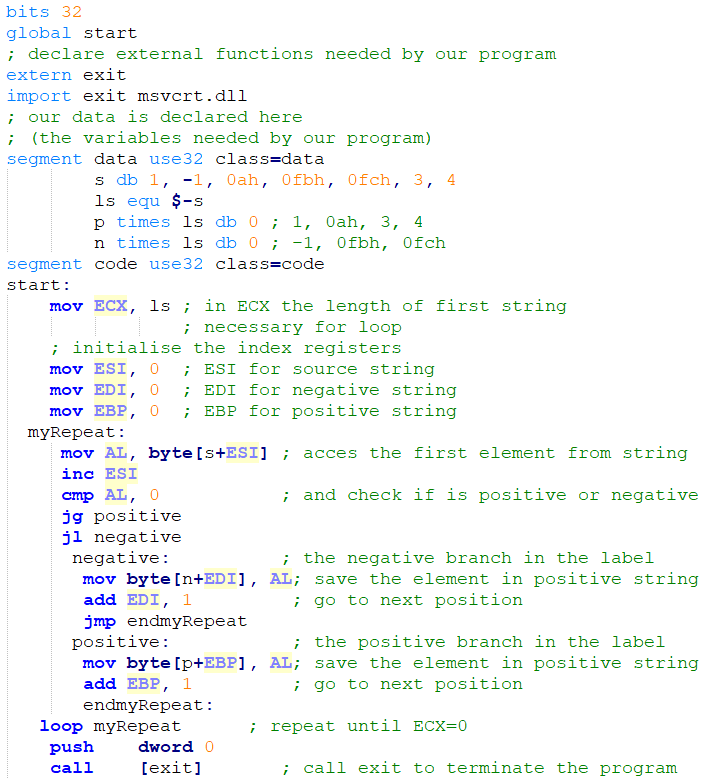 bits 32
global start
; declare external functions needed by our program
extern exit
import exit msvcrt.dll
; our data is declared here
; (the variables needed by our program)
segment data use32 class=data
s db 1, -1, 0ah, 0fbh, 0fch, 3, 4
ls equ $-s
p times ls db 0 ; 1, 0ah, 3, 4
n times ls db 0 ; -1, 0fbh, 0fch
segment code use32 class=code
start:
mov ECX, ls ; in ECX the length of first string
; necessary for loop
; initialise the index registers
mov ESI, 0 ; ESI for source string
mov EDI, 0 ; EDI for negative string
mov EBP, 0 ; EBP for positive string
myRepeat:
mov AL, byte[s+ESI] ; acces the first element from string
inc ESI
cmp AL, 0 ; and check if is positive or negative
jg positive
jl negative
negative: ; the negative branch in the label
mov byte[n+EDI], AL; save the element in positive string
add EDI, 1 ; go to next position
jmp endmyRepeat
positive: ; the positive branch in the label
mov byte[p+EBP], AL; save the element in positive string
add EBP, 1 ; go to next position
endmyRepeat:
loop myRepeat ; repeat until ECX=0
push dword 0
call [exit] ; call exit to terminate the program